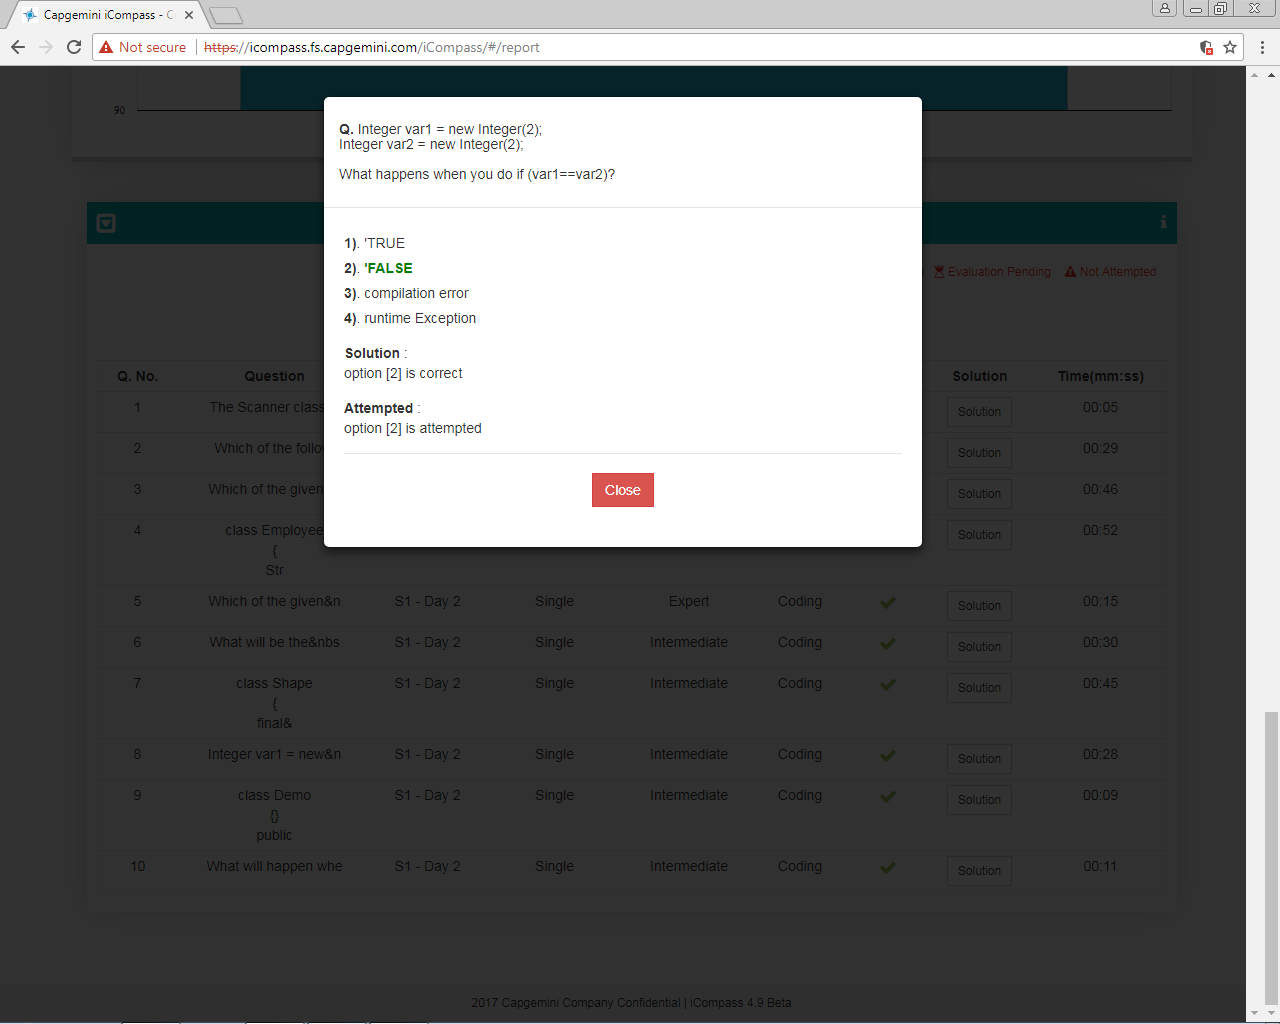 Capgemini iCompass - C
Not secure
https://icompass.fs.capgemini.com/iCompass/#/report
90
Q. Integer var1 = new Integer(2);
Integer var2 = new Integer(2);
What happens when you do if (var1==var2)?
1). 'TRUE
2). 'FALSE
3). compilation error
4). runtime Exception
Solution :
option [2] is correct
Attempted :
option [2] is attempted
Close
Evaluation Pending Not Attempted
Q. No. Question Solution Time(mm:ss)
1 The Scanner class Solution 00:05
2 Which of the follo Solution 00:29
3 Which of the given Solution 00:46
4 class Employee Solution 00:52
{
Str
5 Which of the given&n S1 - Day 2 Single Expert Coding Solution 00:15
6 What will be the&nbs S1 - Day 2 Single Intermediate Coding Solution 00:30
7 class Shape S1 - Day 2 Single Intermediate Coding Solution 00:45
{
final&
8 Integer var1 = new&n S1 - Day 2 Single Intermediate Coding Solution 00:28
9 class Demo S1 - Day 2 Single Intermediate Coding Solution 00:09
{}
public
10 What will happen whe S1 - Day 2 Single Intermediate Coding Solution 00:11
2017 Capgemini Company Confidential | iCompass 4.9 Beta